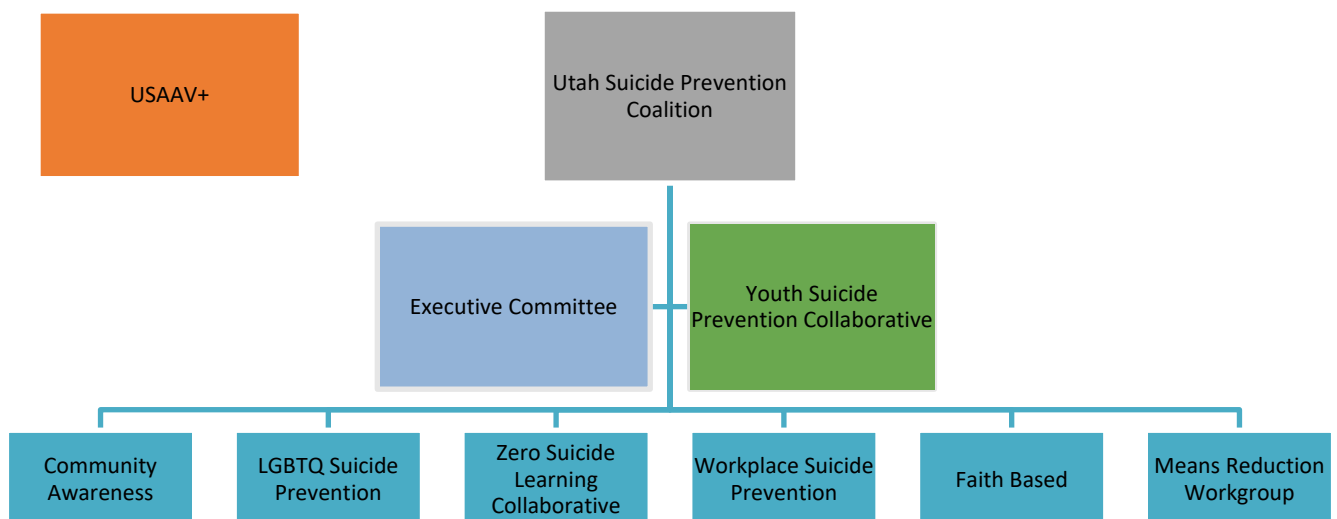 USAAV+
Utah Suicide Prevention
Coalition
Executive Committee
Youth Suicide
Prevention Collaborative
Community
Awareness
LGBTQ Suicide
Prevention
Zero Suicide
Learning
Collaborative
Workplace Suicide
Prevention
Faith Based
Means Reduction
Workgroup